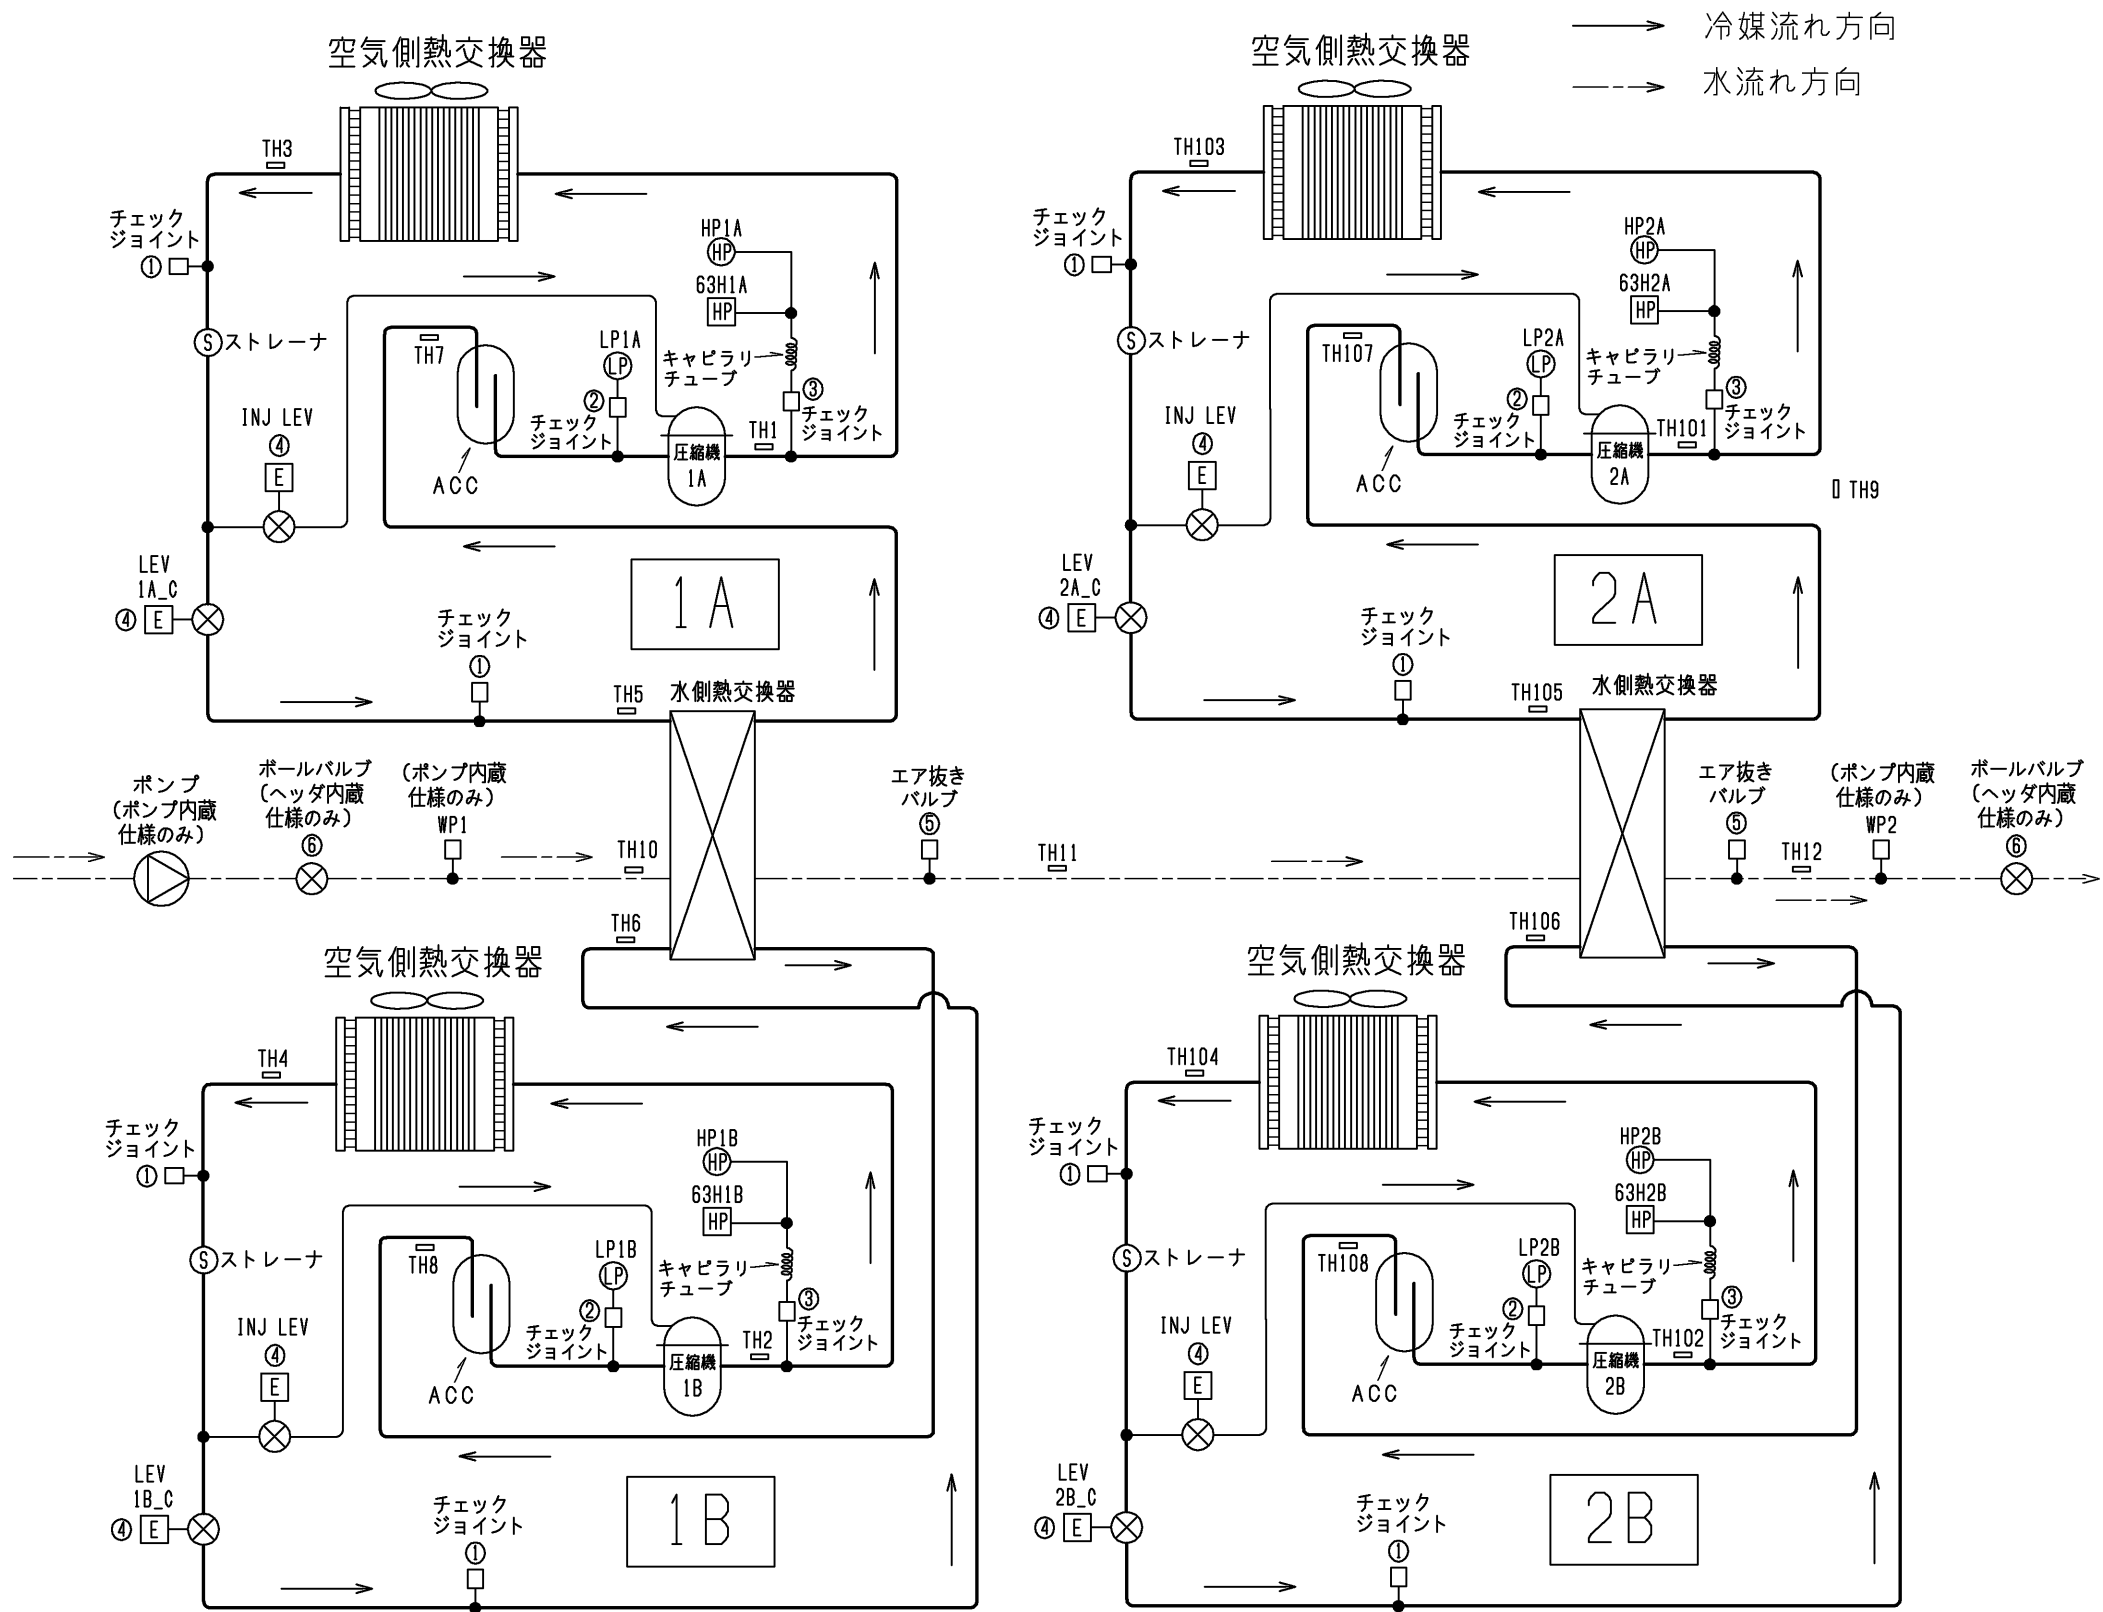 冷媒流れ方向
水流れ方向
空気側熱交換器
TH3
チェック
ジョイント
①
HP1A
HP
63H1A
HP
S
ストレーナ
TH7
LP1A
LP
キャピラリ
チューブ
②
③
チェック
ジョイント
チェック
ジョイント
TH1
INJ LEV
④
E
ACC
圧縮機
1A
LEV
1A_C
④
E
1A
チェック
ジョイント
①
TH5
水側熱交換器
空気側熱交換器
TH103
チェック
ジョイント
①
HP2A
HP
63H2A
HP
S
ストレーナ
TH107
LP2A
LP
キャピラリ
チューブ
②
③
チェック
ジョイント
チェック
ジョイント
TH101
INJ LEV
④
E
ACC
圧縮機
2A
TH9
LEV
2A_C
④
E
2A
チェック
ジョイント
①
TH105
水側熱交換器
ポンプ
(ポンプ内蔵
仕様のみ)
ボールバルブ
(ヘッダ内蔵
仕様のみ)
⑥
(ポンプ内蔵
仕様のみ)
WP1
TH10
エア抜き
バルブ
⑤
TH11
エア抜き
バルブ
⑤
TH12
(ポンプ内蔵
仕様のみ)
WP2
ボールバルブ
(ヘッダ内蔵
仕様のみ)
⑥
TH6
空気側熱交換器
TH4
チェック
ジョイント
①
HP1B
HP
63H1B
HP
S
ストレーナ
TH8
LP1B
LP
キャピラリ
チューブ
②
③
チェック
ジョイント
チェック
ジョイント
TH2
INJ LEV
④
E
ACC
圧縮機
1B
LEV
1B_C
④
E
1B
チェック
ジョイント
①
TH106
空気側熱交換器
TH104
チェック
ジョイント
①
HP2B
HP
63H2B
HP
S
ストレーナ
TH108
LP2B
LP
キャピラリ
チューブ
②
③
チェック
ジョイント
チェック
ジョイント
TH102
INJ LEV
④
E
ACC
圧縮機
2B
LEV
2B_C
④
E
2B
チェック
ジョイント
①